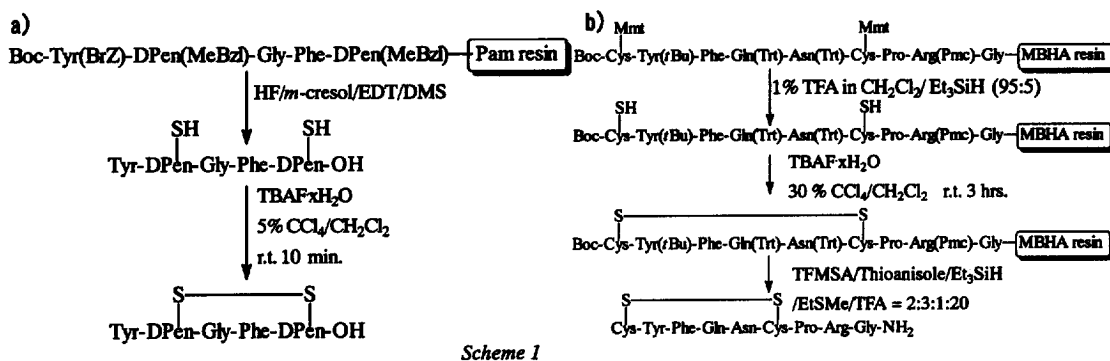 a)
Boc-Tyr(BrZ)-DPen(MeBzl)-Gly-Phe-DPen(MeBzl)-Pam resin
HF/m-cresol/EDT/DMS
SH SH
Tyr-DPen-Gly-Phe-DPen-OH
TBAF·xH₂O
5% CCl₄/CH₂Cl₂
r.t. 10 min.
S S
Tyr-DPen-Gly-Phe-DPen-OH
b)
Mmt Mmt
Boc-Cys-Tyr(tBu)-Phe-Gln(Trt)-Asn(Trt)-Cys-Pro-Arg(Pmc)-Gly-MBHA resin
1% TFA in CH₂Cl₂/ Et₃SiH (95:5)
SH SH
Boc-Cys-Tyr(tBu)-Phe-Gln(Trt)-Asn(Trt)-Cys-Pro-Arg(Pmc)-Gly-MBHA resin
TBAF·xH₂O
30 % CCl₄/CH₂Cl₂ r.t. 3 hrs.
S S
Boc-Cys-Tyr(tBu)-Phe-Gln(Trt)-Asn(Trt)-Cys-Pro-Arg(Pmc)-Gly-MBHA resin
TFMSA/Thioanisole/Et₃SiH
/EtSMe/TFA = 2:3:1:20
S S
Cys-Tyr-Phe-Gln-Asn-Cys-Pro-Arg-Gly-NH₂
Scheme 1